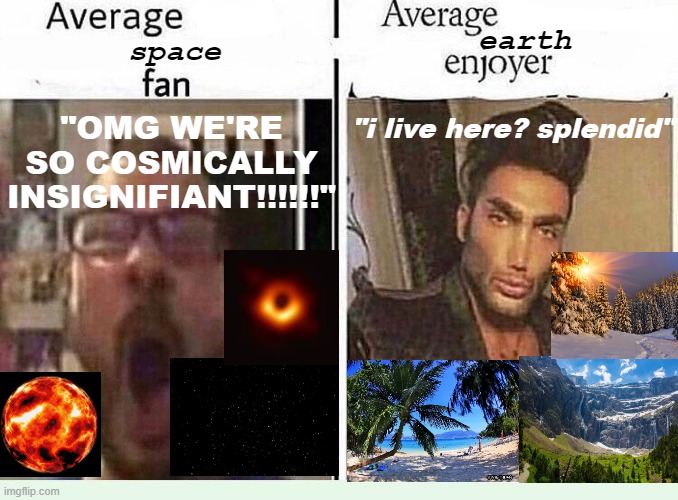 Average
space
fan
"OMG WE'RE
SO COSMICALLY
INSIGNIFIANT!!!!!!"
Average
earth
enjoyer
"i live here? splendid"
imgflip.com